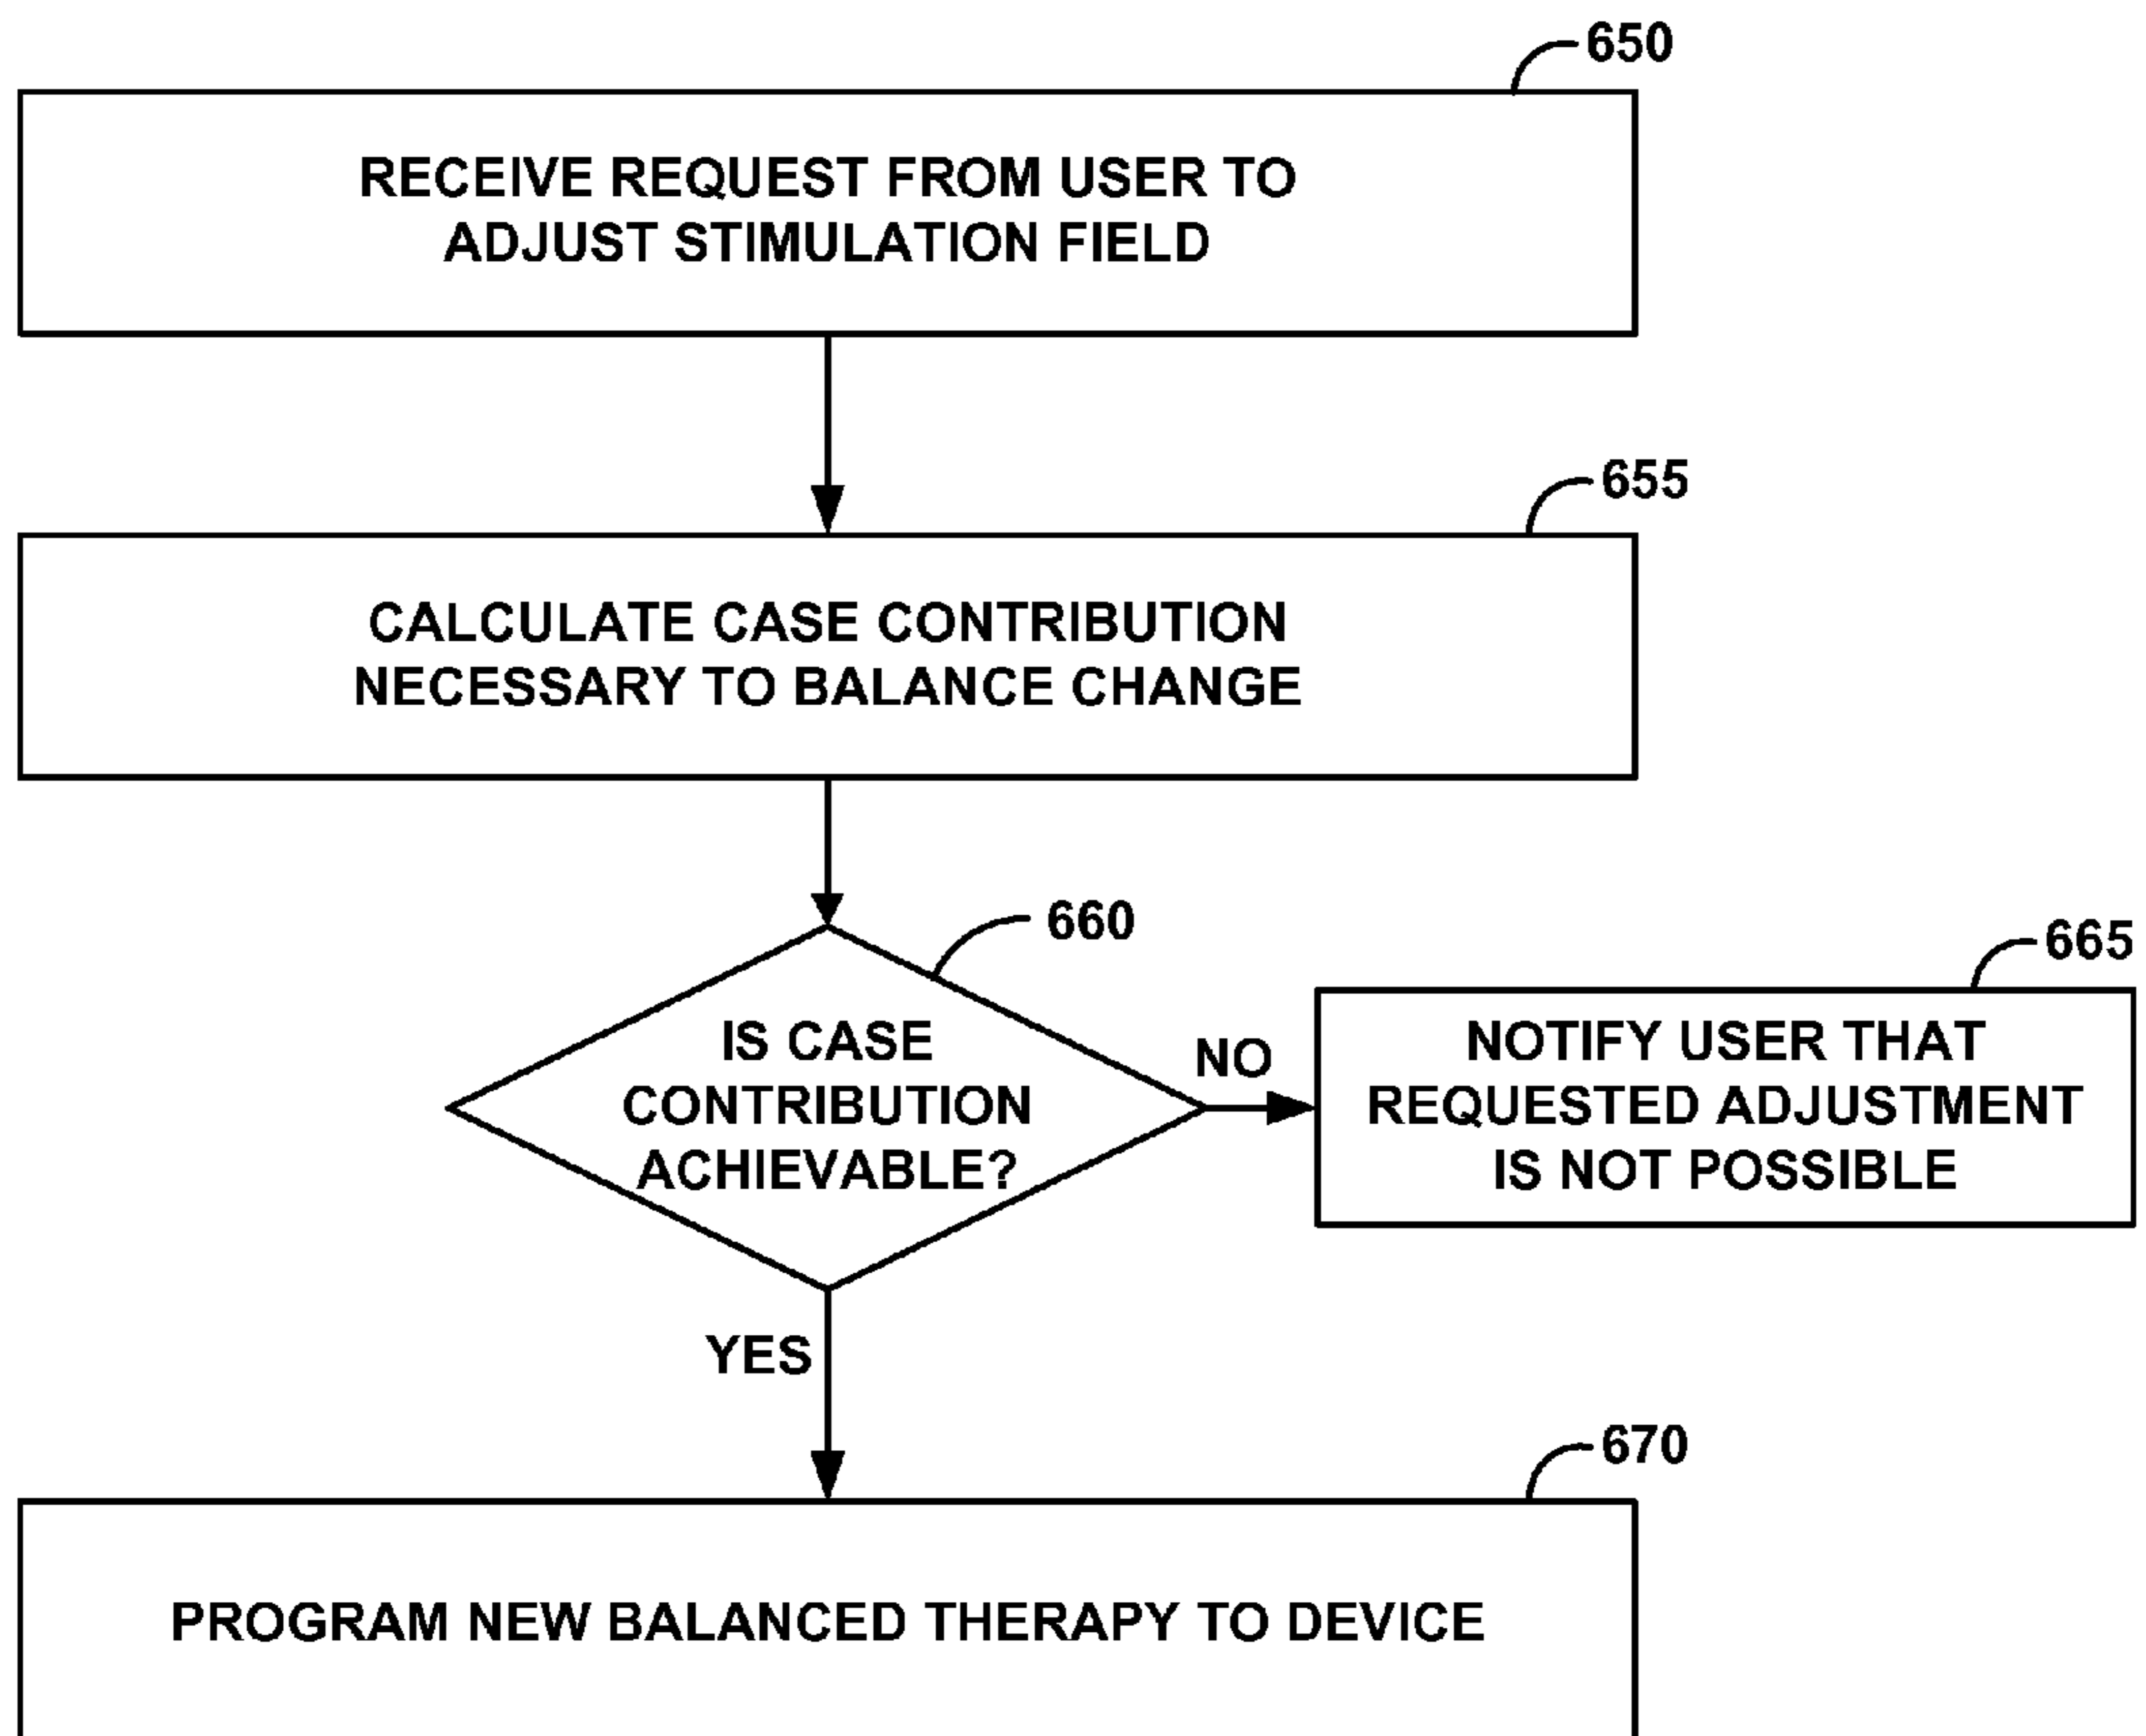 650
RECEIVE REQUEST FROM USER TO
ADJUST STIMULATION FIELD
655
CALCULATE CASE CONTRIBUTION
NECESSARY TO BALANCE CHANGE
660
IS CASE
CONTRIBUTION
ACHIEVABLE?
NO
665
NOTIFY USER THAT
REQUESTED ADJUSTMENT
IS NOT POSSIBLE
YES
670
PROGRAM NEW BALANCED THERAPY TO DEVICE